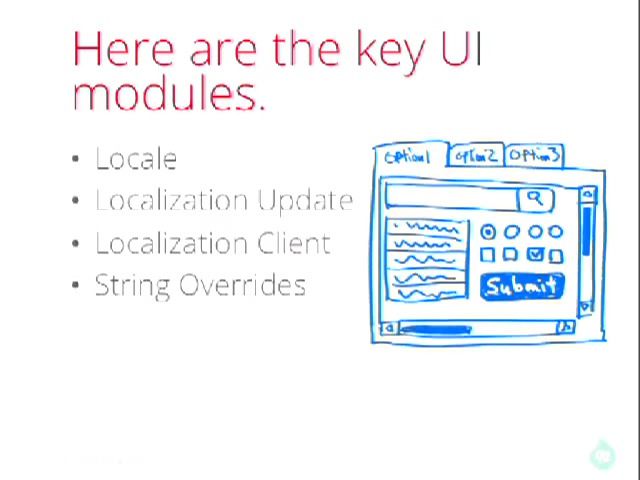 Here are the key UI
modules.
• Locale
• Localization Update
• Localization Client
• String Overrides
option1 option2 option3
Submit